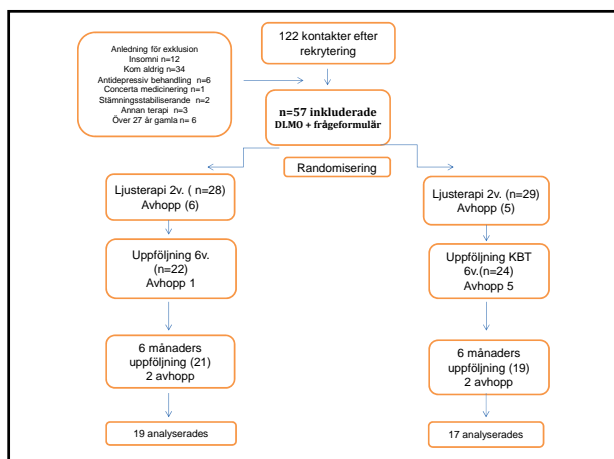 122 kontakter efter
rekrytering
Anledning för exklusion
Insomni n=12
Kom aldrig n=34
Antidepressiv behandling n=6
Concerta medicinering n=1
Stämningsstabiliserande n=2
Annan terapi n=3
Över 27 år gamla n= 6
n=57 inkluderade
DLMO + frågeformulär
Randomisering
Ljusterapi 2v. ( n=28)
Avhopp (6)
Ljusterapi 2v. (n=29)
Avhopp (5)
Uppföljning 6v.
(n=22)
Avhopp 1
Uppföljning KBT
6v.(n=24)
Avhopp 5
6 månaders
uppföljning (21)
2 avhopp
6 månaders
uppföljning (19)
2 avhopp
19 analyserades
17 analyserades